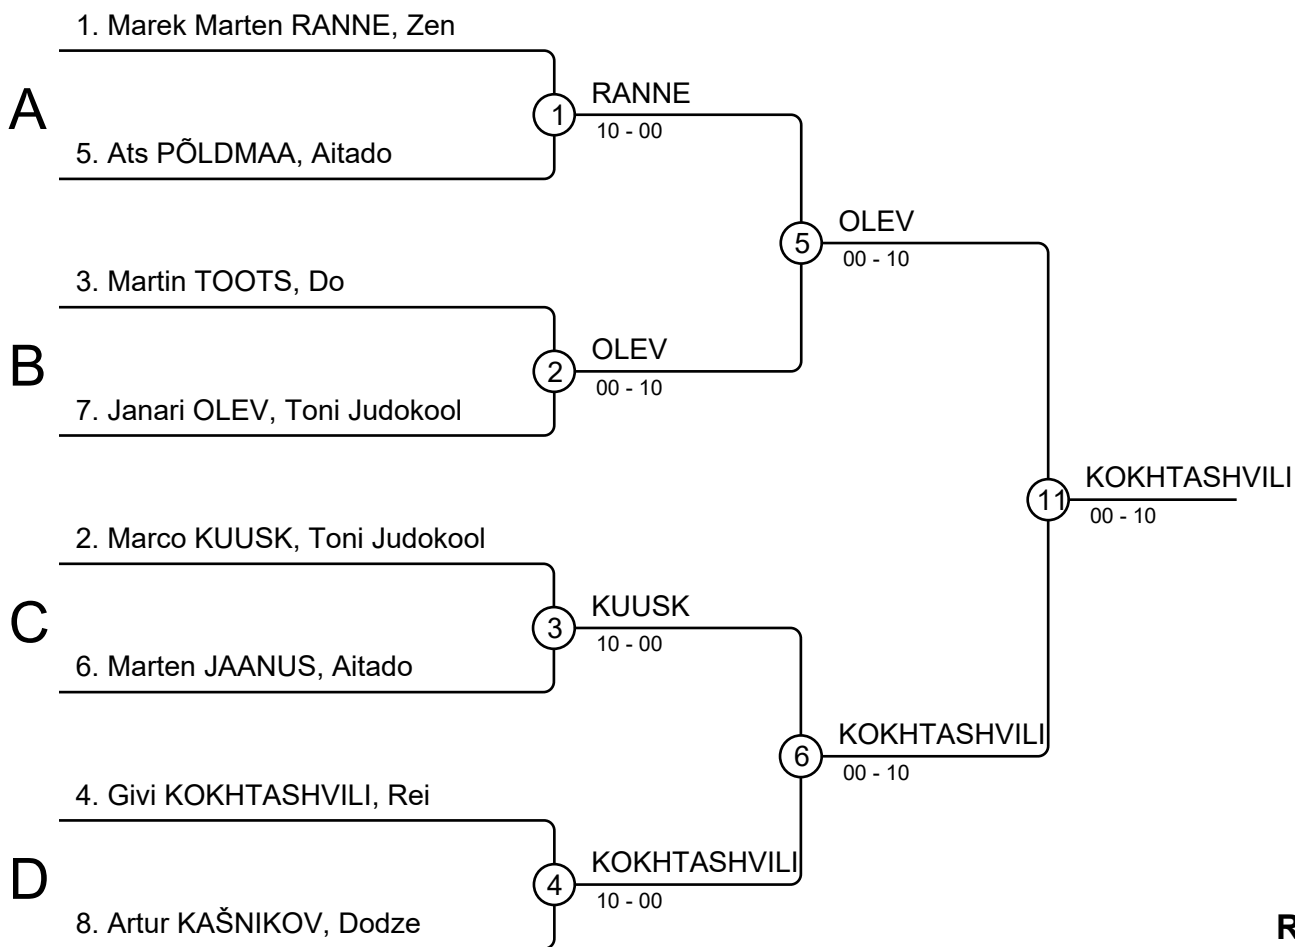 1. Marek Marten RANNE, Zen
A
1
RANNE
10 - 00
5. Ats PÕLDMAA, Aitado
5
OLEV
00 - 10
3. Martin TOOTS, Do
B
2
OLEV
00 - 10
7. Janari OLEV, Toni Judokool
11
KOKHTASHVILI
00 - 10
2. Marco KUUSK, Toni Judokool
C
3
KUUSK
10 - 00
6. Marten JAANUS, Aitado
6
KOKHTASHVILI
00 - 10
4. Givi KOKHTASHVILI, Rei
D
4
KOKHTASHVILI
10 - 00
8. Artur KAŠNIKOV, Dodze